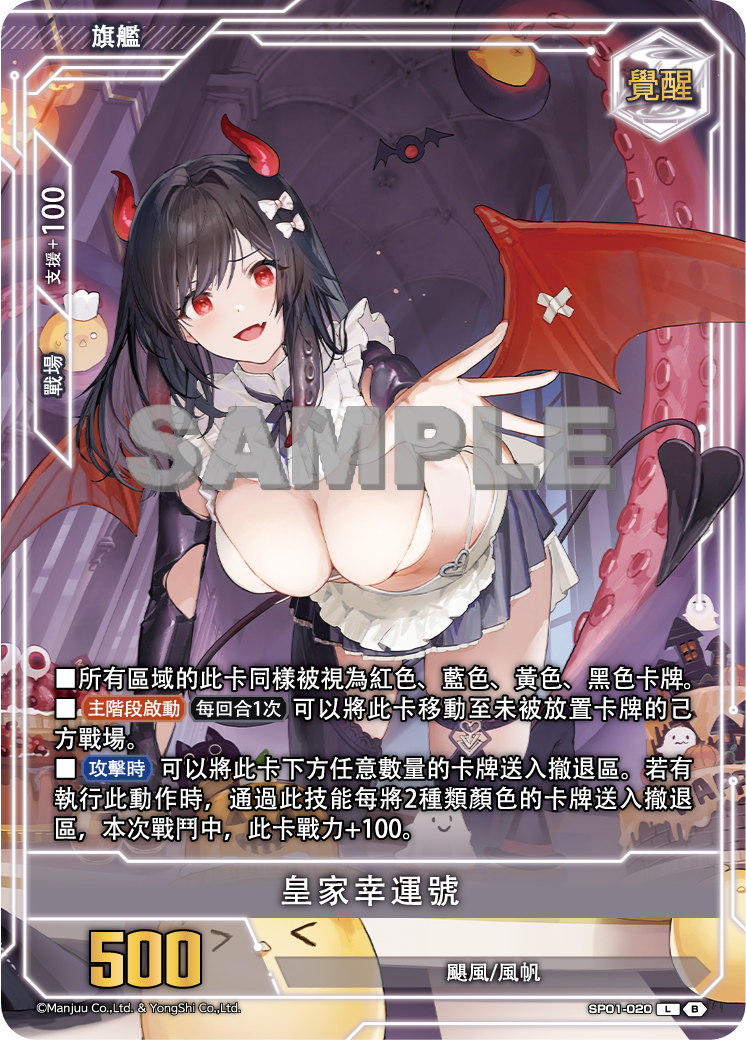 旗艦
覺醒
支援+100
戰場
SAMPLE
■所有區域的此卡同樣被視為紅色、藍色、黃色、黑色卡牌。
■ 主階段啟動 每回合1次 可以將此卡移動至未被放置卡牌的己
方戰場。
■ 攻擊時 可以將此卡下方任意數量的卡牌送入撤退區。若有
執行此動作時，通過此技能每將2種類顏色的卡牌送入撤退
區，本次戰鬥中，此卡戰力+100。
皇家幸運號
500
颶風/風帆
©Manjuu Co.,Ltd. & YongShi Co.,Ltd.
SP01-020 L B